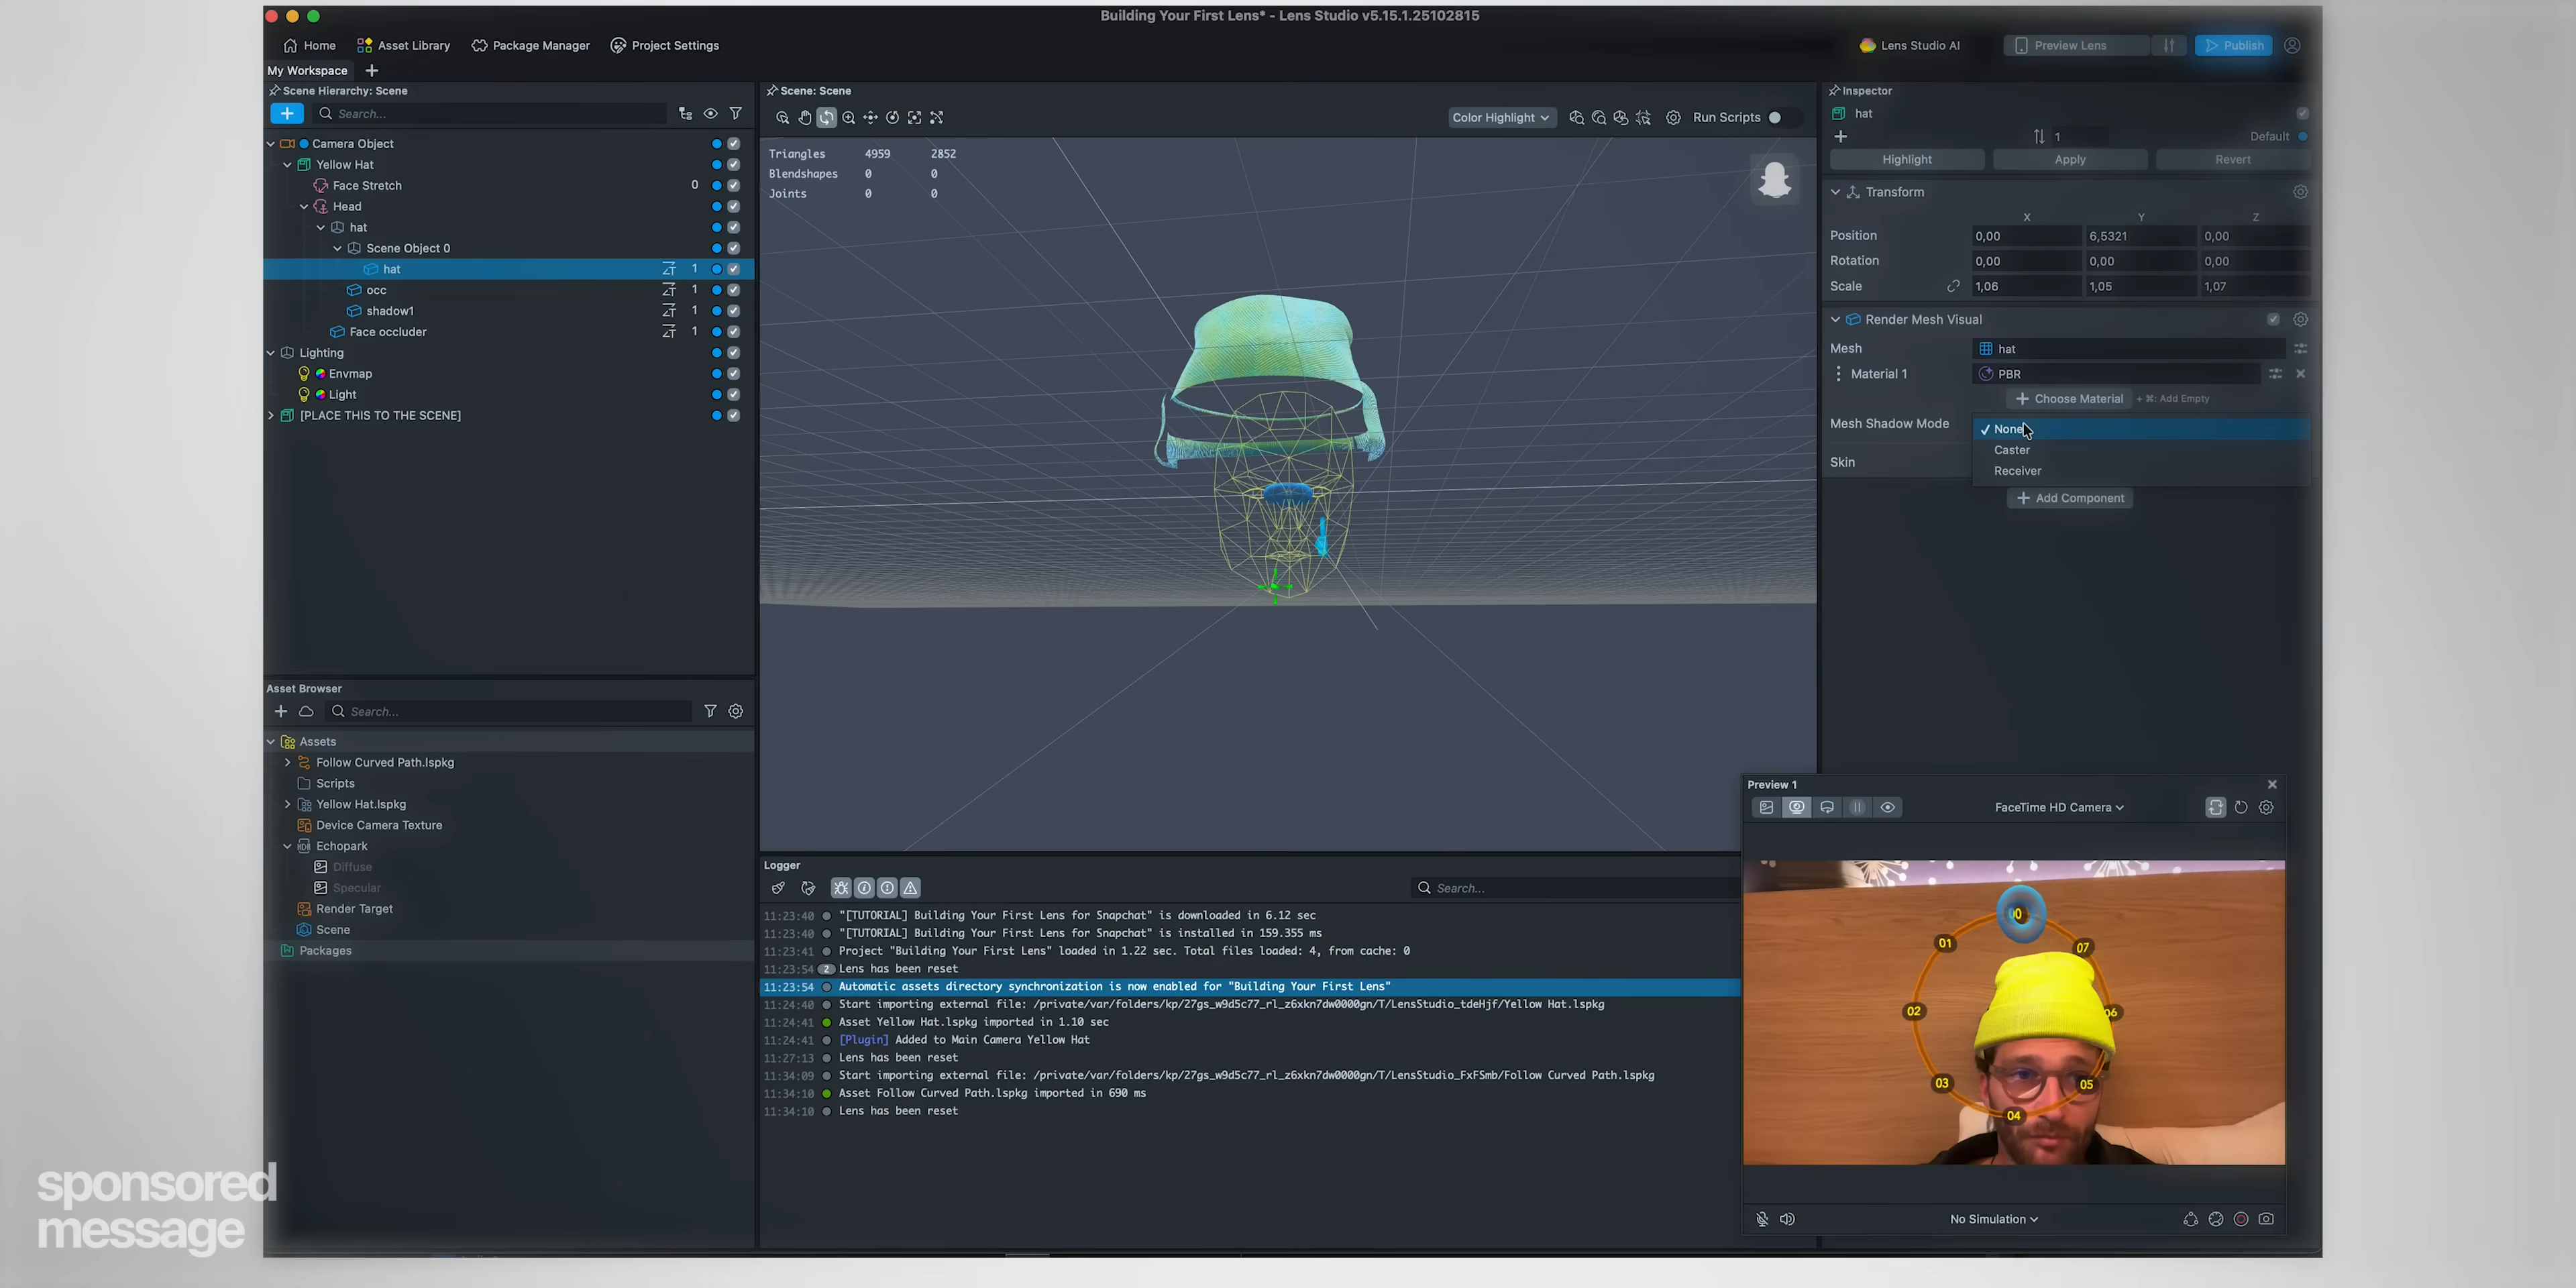 Building Your First Lens* - Lens Studio v5.15.1.25102815
Home Asset Library Package Manager Project Settings
Lens Studio AI Preview Lens Publish
My Workspace
Scene Hierarchy: Scene
Search...
Camera Object
Yellow Hat
Face Stretch 0
Head
hat
Scene Object 0
hat 1
occ 1
shadow1 1
Face occluder 1
Lighting
Envmap
Light
[PLACE THIS TO THE SCENE]
Asset Browser
Search...
Assets
Follow Curved Path.lspkg
Scripts
Yellow Hat.lspkg
Device Camera Texture
Echopark
Diffuse
Specular
Render Target
Scene
Packages
Scene: Scene
Color Highlight Run Scripts
Triangles 4959 2852
Blendshapes 0 0
Joints 0 0
Logger
Search...
11:23:40 "[TUTORIAL] Building Your First Lens for Snapchat" is downloaded in 6.12 sec
11:23:40 "[TUTORIAL] Building Your First Lens for Snapchat" is installed in 159.355 ms
11:23:41 Project "Building Your First Lens" loaded in 1.22 sec. Total files loaded: 4, from cache: 0
11:23:54 2 Lens has been reset
11:23:54 Automatic assets directory synchronization is now enabled for "Building Your First Lens"
11:24:40 Start importing external file: /private/var/folders/kp/27gs_w9d5c77_rl_z6xkn7dw0000gn/T/LensStudio_tdeHjf/Yellow Hat.lspkg
11:24:41 Asset Yellow Hat.lspkg imported in 1.10 sec
11:24:41 [Plugin] Added to Main Camera Yellow Hat
11:27:13 Lens has been reset
11:34:09 Start importing external file: /private/var/folders/kp/27gs_w9d5c77_rl_z6xkn7dw0000gn/T/LensStudio_FxFSmb/Follow Curved Path.lspkg
11:34:10 Asset Follow Curved Path.lspkg imported in 690 ms
11:34:10 Lens has been reset
Inspector
hat
1 Default
Highlight Apply Revert
Transform
X Y Z
Position 0,00 6,5321 0,00
Rotation 0,00 0,00 0,00
Scale 1,06 1,05 1,07
Render Mesh Visual
Mesh hat
Material 1 PBR
Choose Material + ⌘: Add Empty
Mesh Shadow Mode
None
Caster
Skin
Receiver
Add Component
Preview 1
FaceTime HD Camera
00
01
07
02
06
03
05
04
No Simulation
sponsored
message